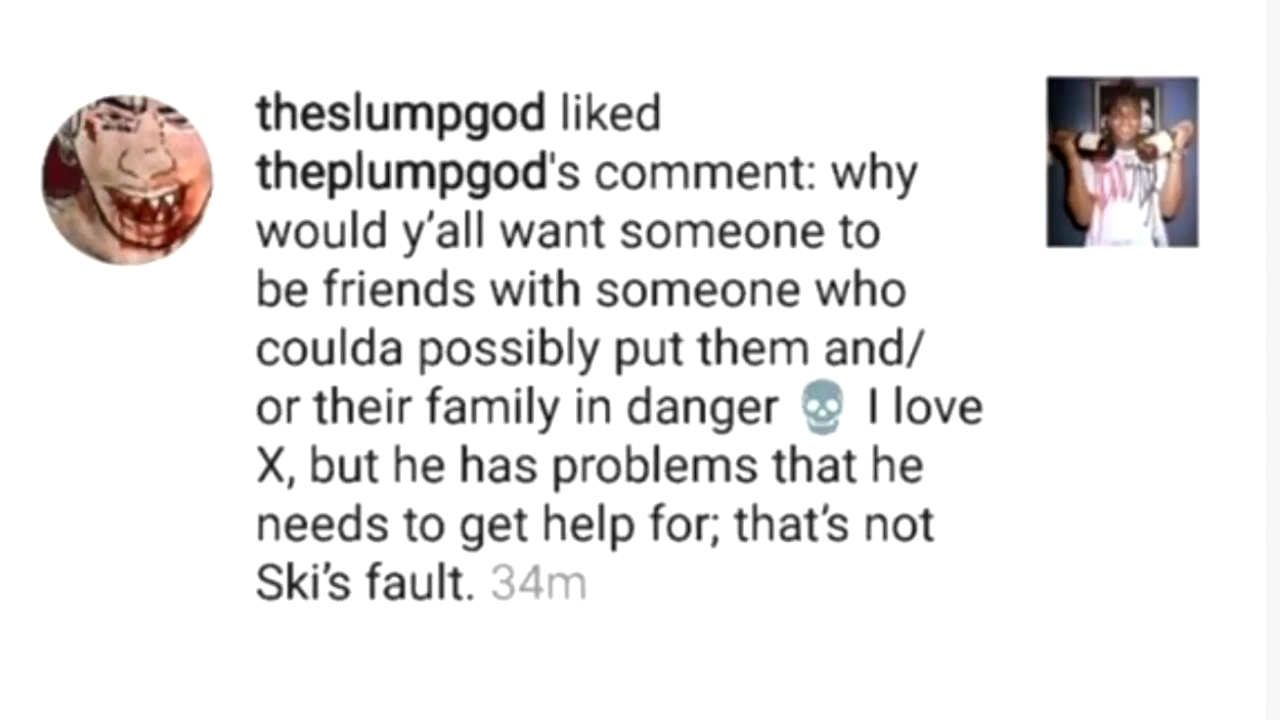 theslumpgod liked
theplumpgod's comment: why
would y’all want someone to
be friends with someone who
coulda possibly put them and/
or their family in danger 💀 I love
X, but he has problems that he
needs to get help for; that’s not
Ski’s fault. 34m